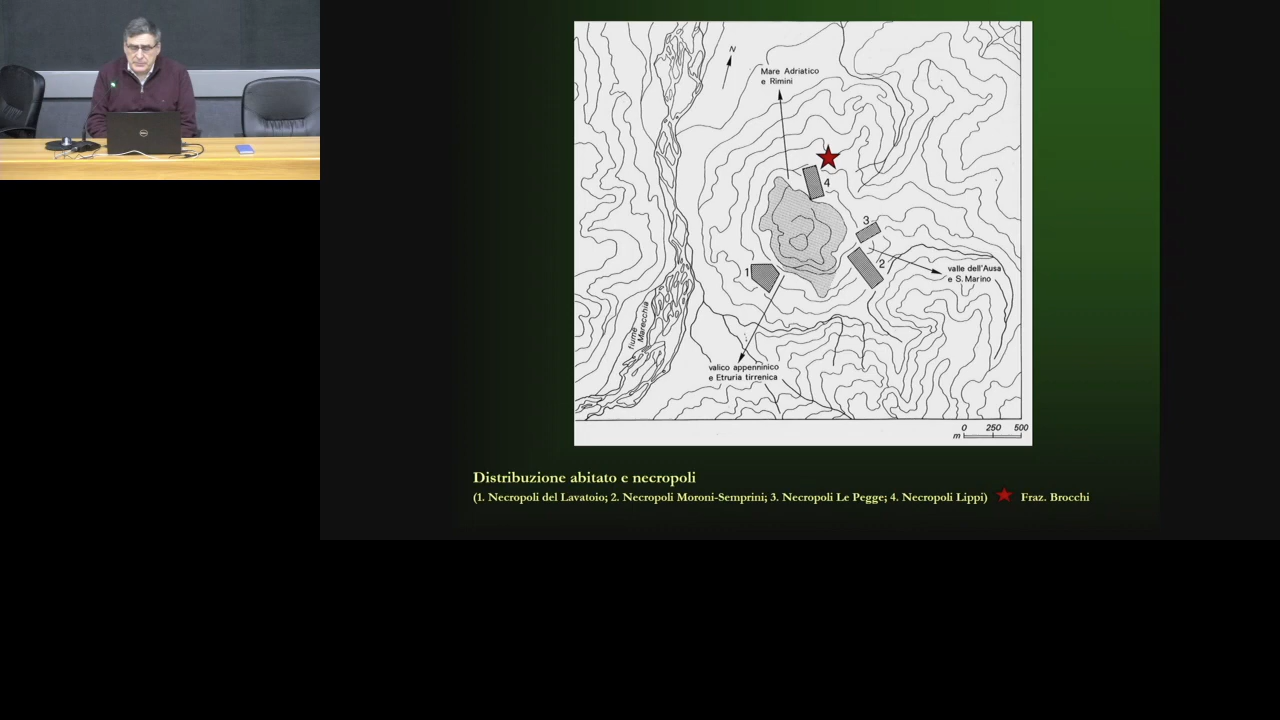 N
Mare Adriatico
e Rimini
4
3
2
1
valle dell'Ausa
e S. Marino
fiume
Marecchia
valico appenninico
e Etruria tirrenica
0 250 500
m
Distribuzione abitato e necropoli
(1. Necropoli del Lavatoio; 2. Necropoli Moroni-Semprini; 3. Necropoli Le Pegge; 4. Necropoli Lippi) Fraz. Brocchi